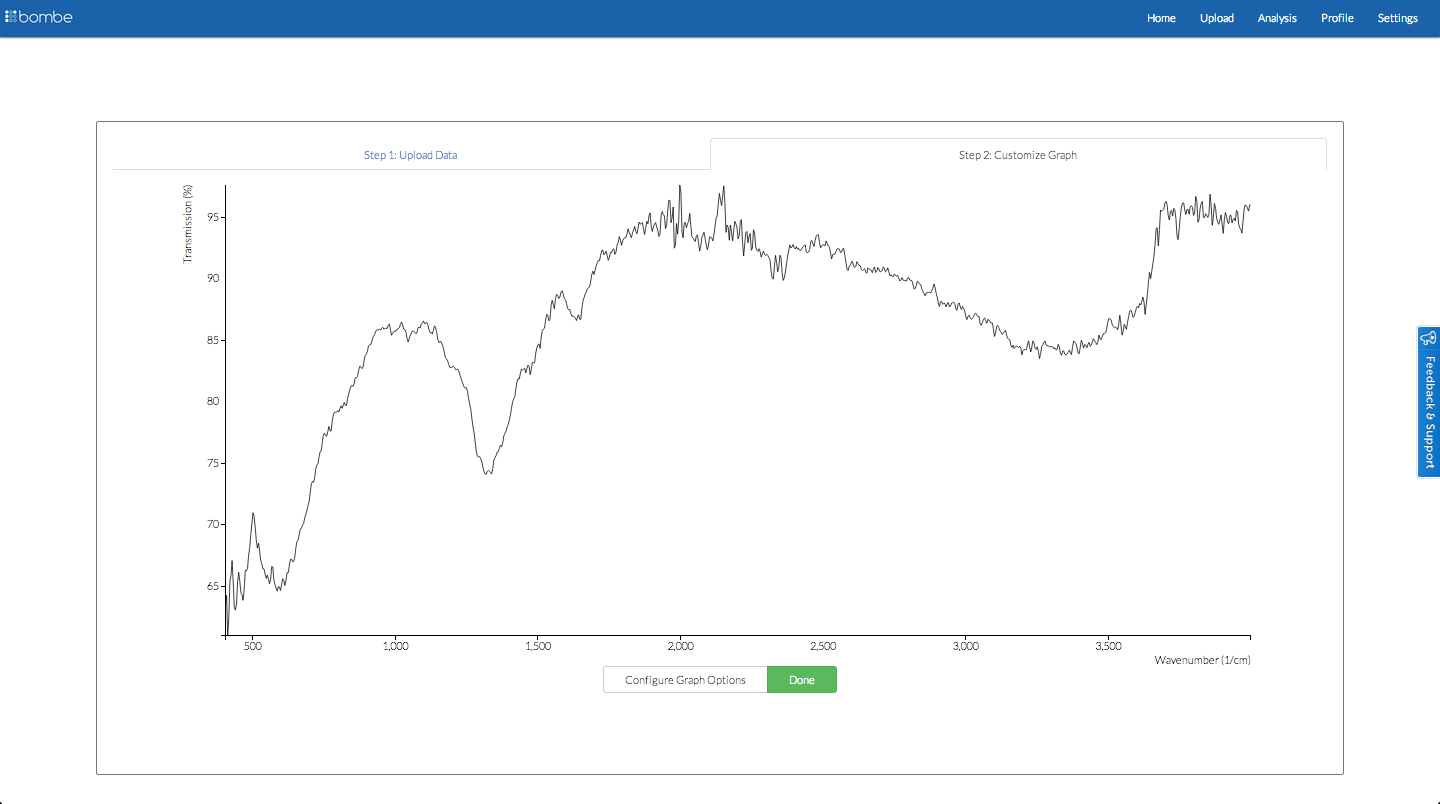 bombe
Home Upload Analysis Profile Settings
Step 1: Upload Data
Step 2: Customize Graph
Transmission (%)
95
90
85
80
75
70
65
500 1,000 1,500 2,000 2,500 3,000 3,500
Wavenumber (1/cm)
Configure Graph Options Done
Feedback & Support